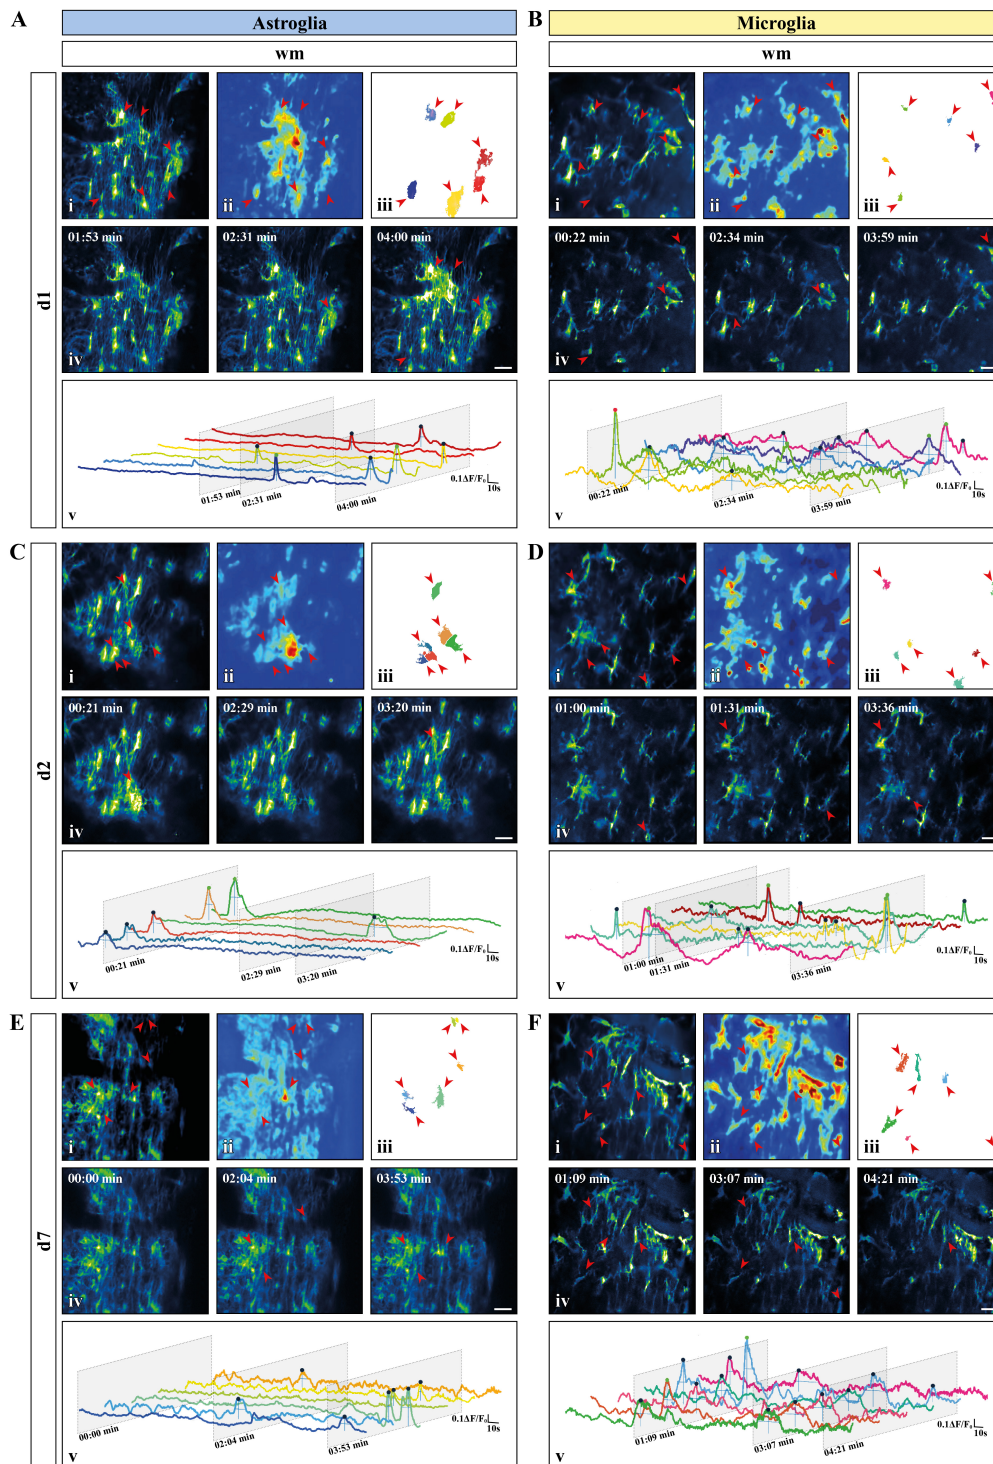 A
Astroglia
wm
B
Microglia
wm
d1
i
ii
iii
01:53 min
02:31 min
04:00 min
iv
01:53 min
02:31 min
04:00 min
0.1ΔF/F₀
10s
v
i
ii
iii
00:22 min
02:34 min
03:59 min
iv
00:22 min
02:34 min
03:59 min
0.1ΔF/F₀
10s
v
d2
C
i
ii
iii
00:21 min
02:29 min
03:20 min
iv
00:21 min
02:29 min
03:20 min
0.1ΔF/F₀
10s
v
D
i
ii
iii
01:00 min
01:31 min
03:36 min
iv
01:00 min
01:31 min
03:36 min
0.1ΔF/F₀
10s
v
d7
E
i
ii
iii
00:00 min
02:04 min
03:53 min
iv
00:00 min
02:04 min
03:53 min
0.1ΔF/F₀
10s
v
F
i
ii
iii
01:09 min
03:07 min
04:21 min
iv
01:09 min
03:07 min
04:21 min
0.1ΔF/F₀
10s
v